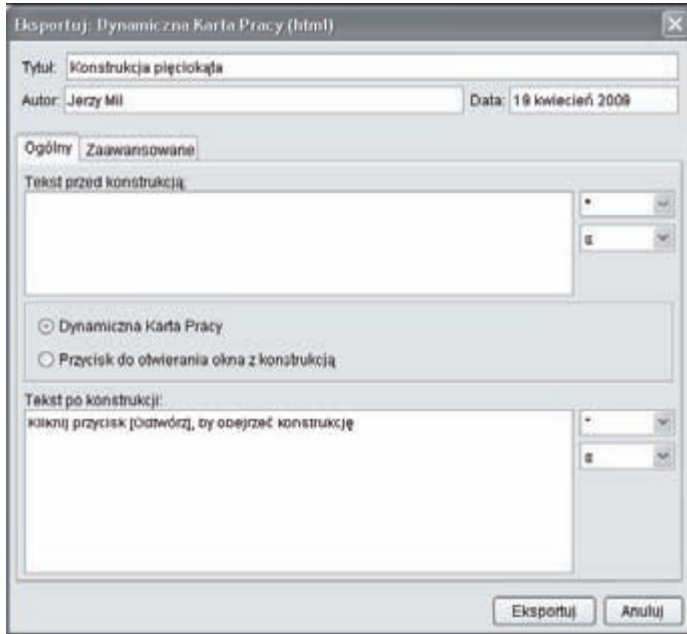 Eksportuj: Dynamiczna Karta Pracy (html)
Tytuł: Konstrukcja pięciokąta
Autor: Jerzy Mil Data: 19 kwiecień 2009
Ogólny Zaawansowane
Tekst przed konstrukcją:
*
α
Dynamiczna Karta Pracy
Przycisk do otwierania okna z konstrukcją
Tekst po konstrukcji:
Kliknij przycisk [Odtwórz], by obejrzeć konstrukcję
*
α
Eksportuj Anuluj